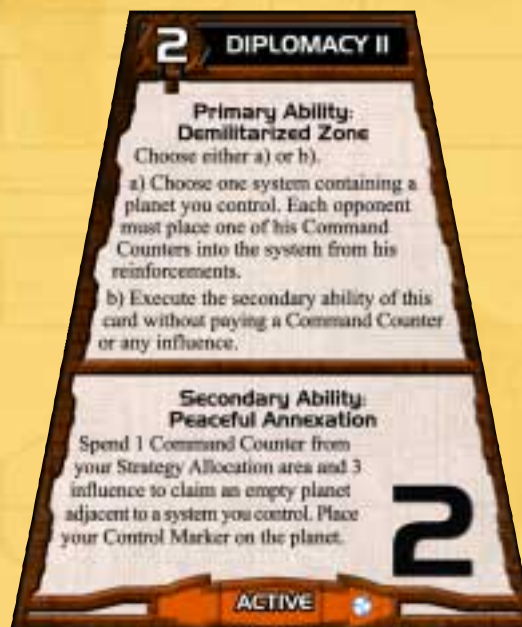 2 DIPLOMACY II
Primary Ability:
Demilitarized Zone
Choose either a) or b).
a) Choose one system containing a
planet you control. Each opponent
must place one of his Command
Counters into the system from his
reinforcements.
b) Execute the secondary ability of this
card without paying a Command Counter
or any influence.
Secondary Ability:
Peaceful Annexation
Spend 1 Command Counter from
your Strategy Allocation area and 3
influence to claim an empty planet
adjacent to a system you control. Place
your Control Marker on the planet.
2
ACTIVE